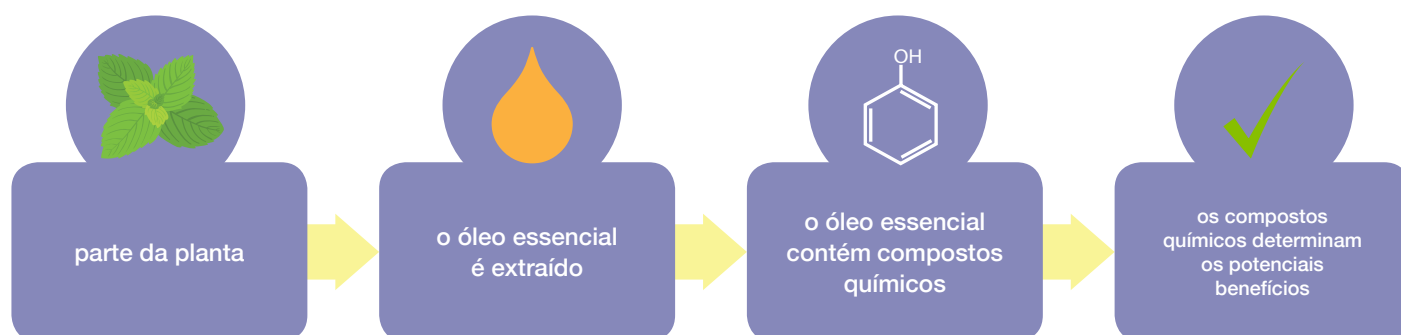 parte da planta
o óleo essencial
é extraído
OH
o óleo essencial
contém compostos
químicos
os compostos
químicos determinam
os potenciais
benefícios